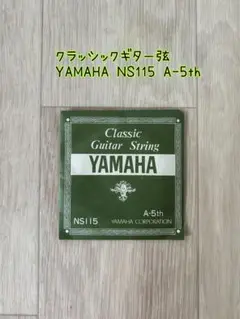 クラッシックギター弦
YAMAHA NS115 A-5th
Classic
Guitar String
YAMAHA
A-5th
NS115 YAMAHA CORPORATION